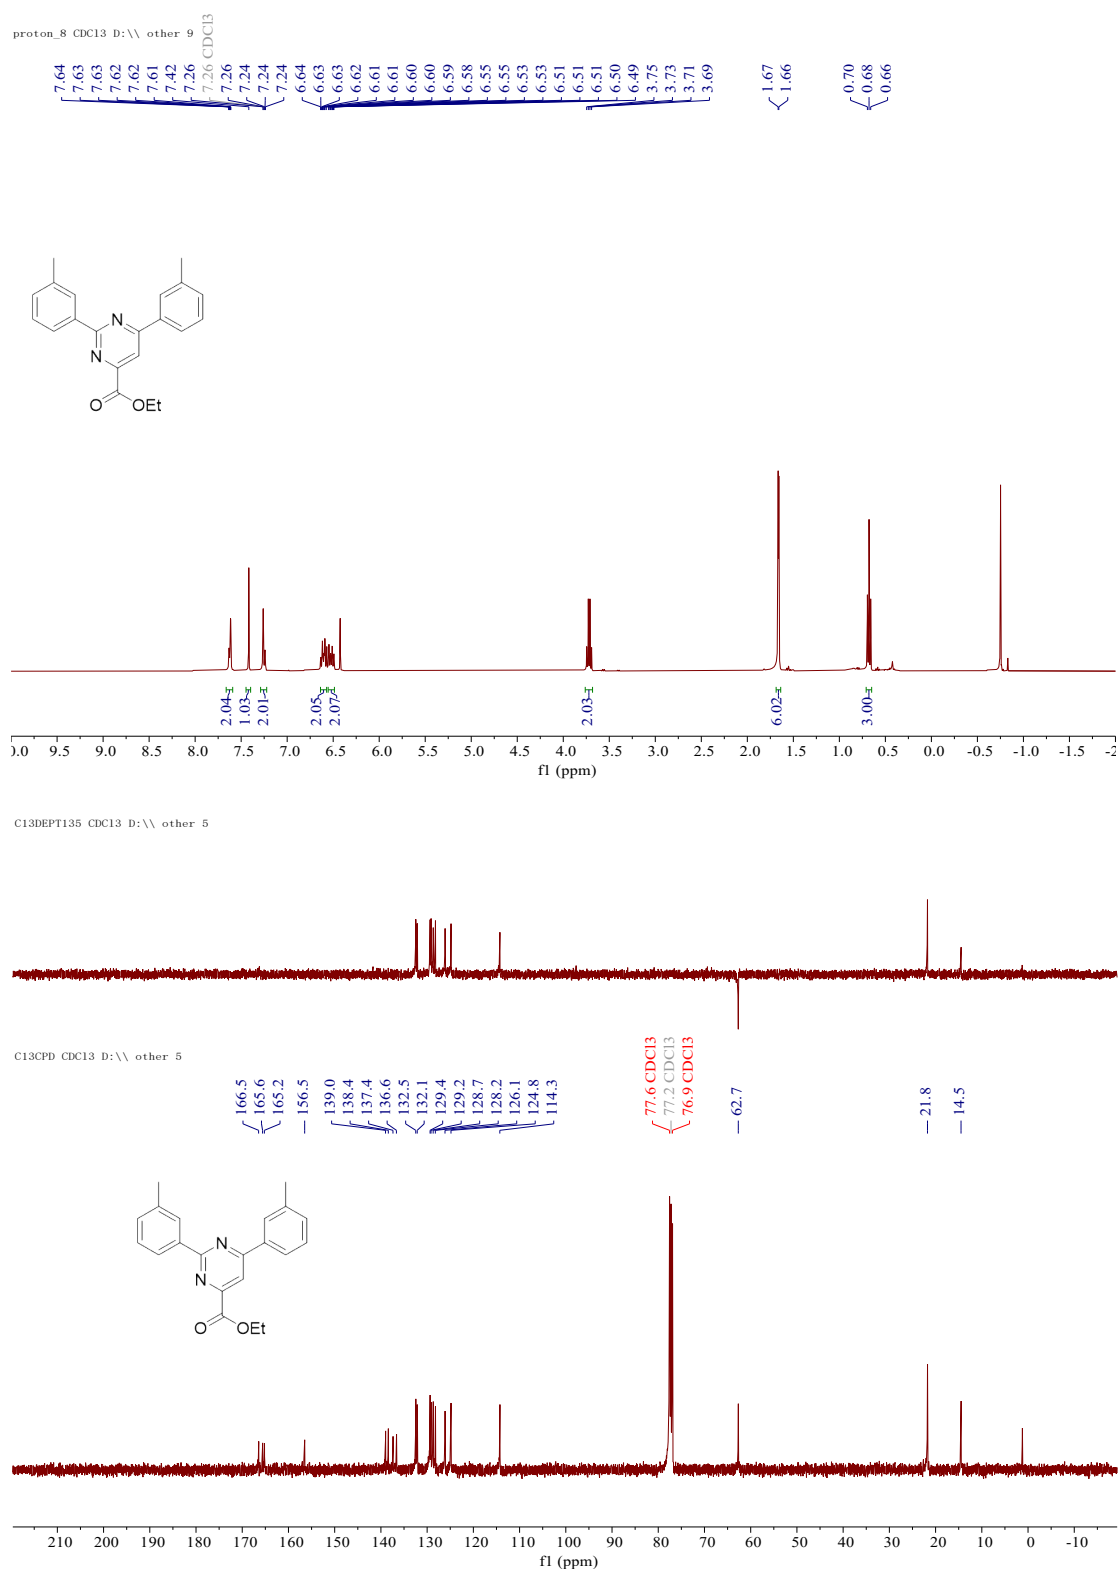 proton_8 CDCl3 D:\\ other 9
7.64 7.63 7.63 7.62 7.62 7.61 7.42 7.26 7.26 CDCl3 7.26 7.24 7.24 7.24 6.64 6.63 6.63 6.62 6.61 6.61 6.60 6.60 6.59 6.58 6.55 6.55 6.53 6.53 6.51 6.51 6.51 6.50 6.49 3.75 3.73 3.71 3.69 1.67 1.66 0.70 0.68 0.66
N
N
O
OEt
2.04 1.03 2.01 2.05 2.07 2.03 6.02 3.00
0.0 9.5 9.0 8.5 8.0 7.5 7.0 6.5 6.0 5.5 5.0 4.5 4.0 3.5 3.0 2.5 2.0 1.5 1.0 0.5 0.0 -0.5 -1.0 -1.5 -2
f1 (ppm)
C13DEPT135 CDCl3 D:\\ other 5
C13CPD CDCl3 D:\\ other 5
166.5 165.6 165.2 156.5 139.0 138.4 137.4 136.6 132.5 132.1 129.4 129.2 128.7 128.2 126.1 124.8 114.3 77.6 CDCl3 77.2 CDCl3 76.9 CDCl3 62.7 21.8 14.5
N
N
O
OEt
210 200 190 180 170 160 150 140 130 120 110 100 90 80 70 60 50 40 30 20 10 0 -10
f1 (ppm)